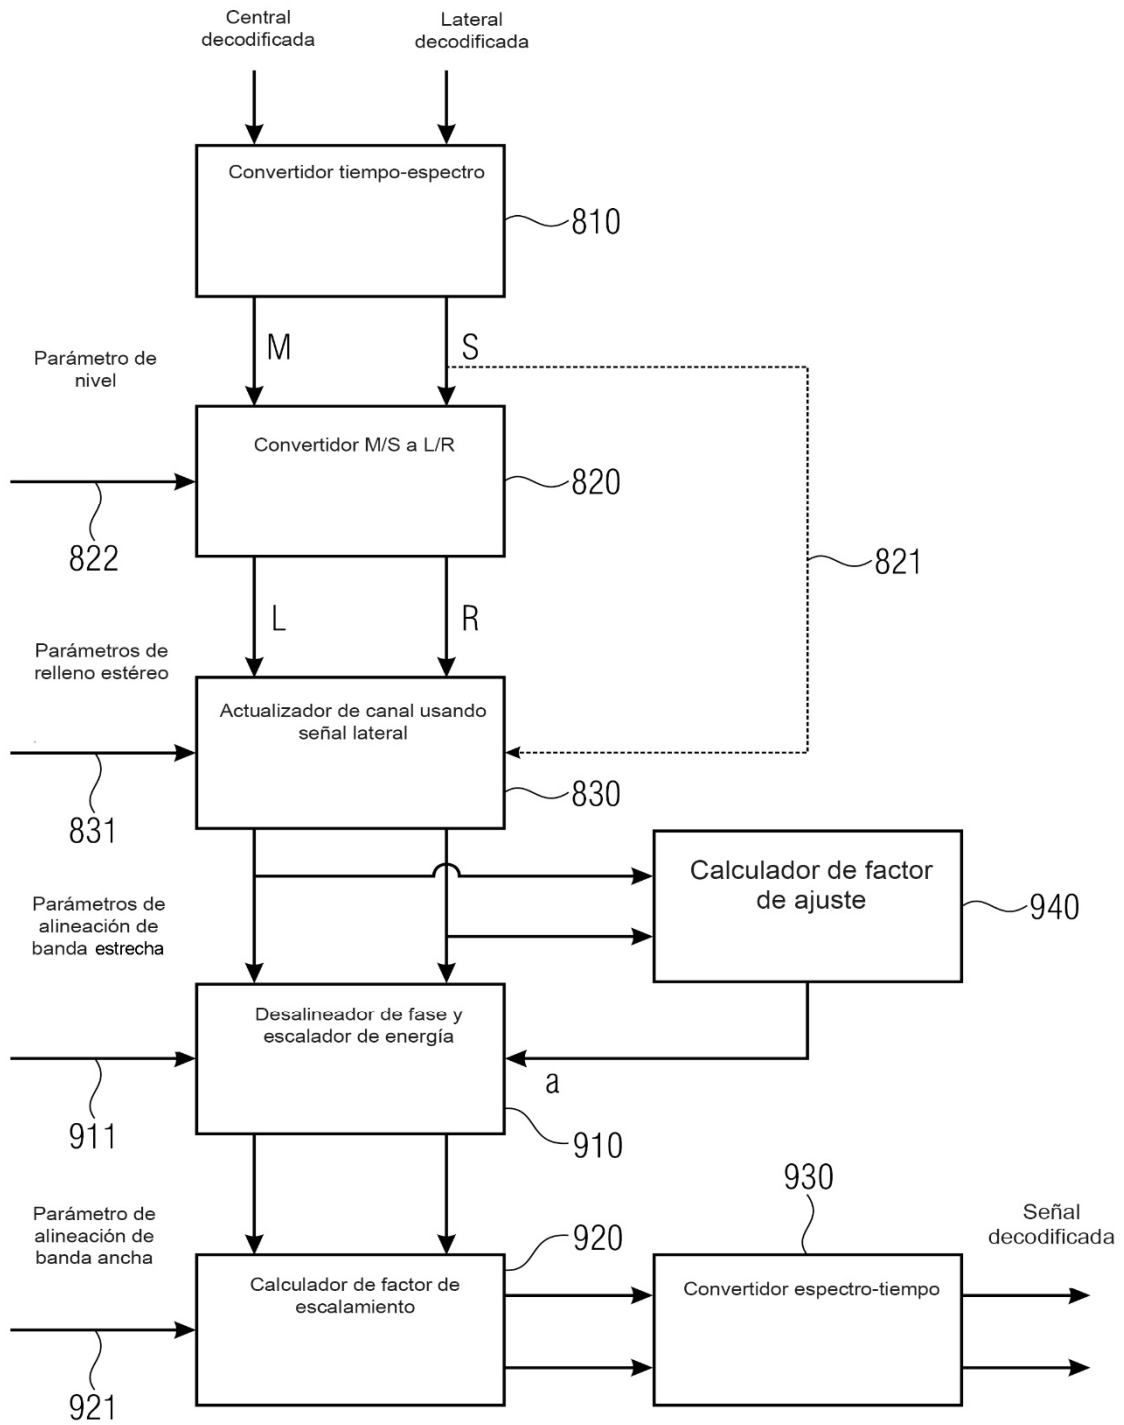 Central
decodificada
Lateral
decodificada
Convertidor tiempo-espectro
810
M
S
Parámetro de
nivel
Convertidor M/S a L/R
820
822
821
L
R
Parámetros de
relleno estéreo
Actualizador de canal usando
señal lateral
830
831
Calculador de factor
de ajuste
940
Parámetros de
alineación de
banda estrecha
Desalineador de fase y
escalador de energía
a
911
910
930
Parámetro de
alineación de
banda ancha
920
Señal
decodificada
Calculador de factor de
escalamiento
Convertidor espectro-tiempo
921